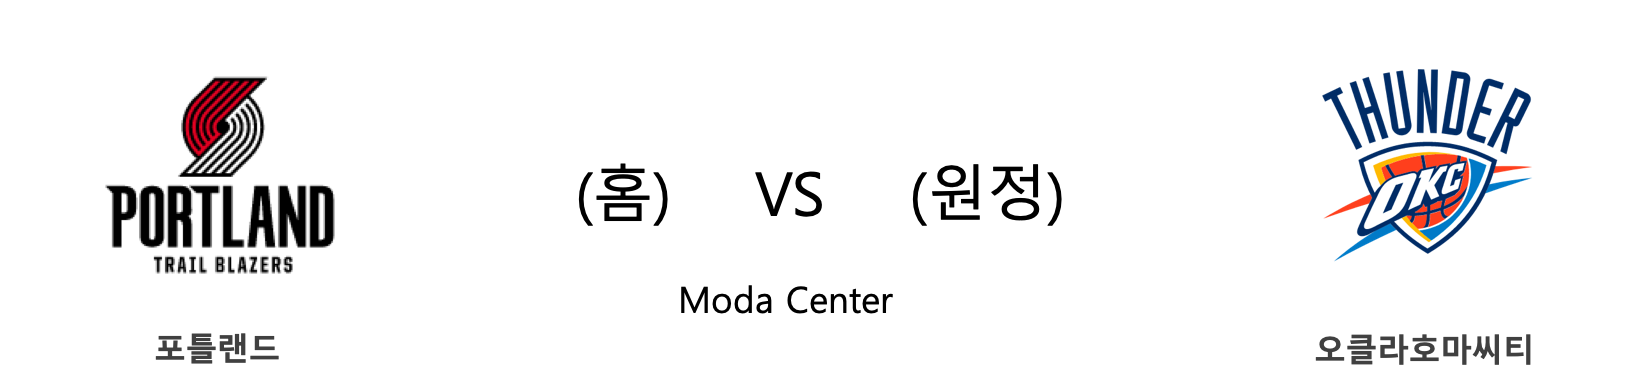 PORTLAND
TRAIL BLAZERS
포틀랜드
(홈) VS (원정)
Moda Center
THUNDER
OKC
오클라호마씨티